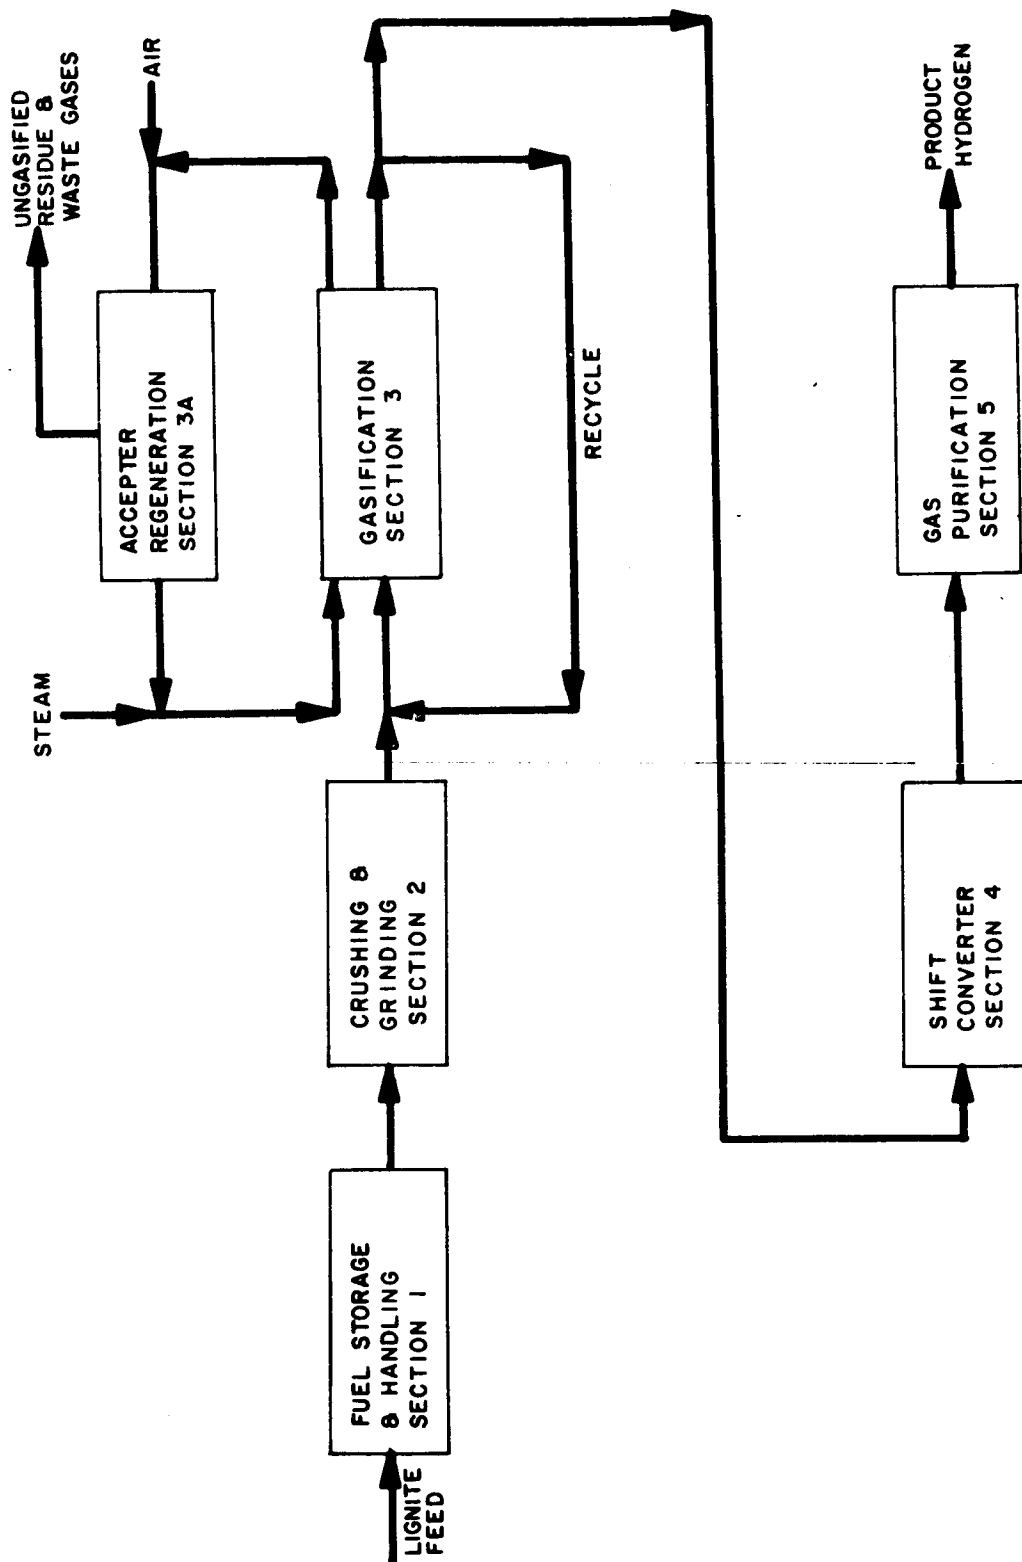 UNGASIFIED
RESIDUE &
WASTE GASES
AIR
STEAM
ACCEPTER
REGENERATION
SECTION 3A
LIGNITE
FEED
FUEL STORAGE
& HANDLING
SECTION 1
CRUSHING &
GRINDING
SECTION 2
GASIFICATION
SECTION 3
RECYCLE
SHIFT
CONVERTER
SECTION 4
GAS
PURIFICATION
SECTION 5
PRODUCT
HYDROGEN